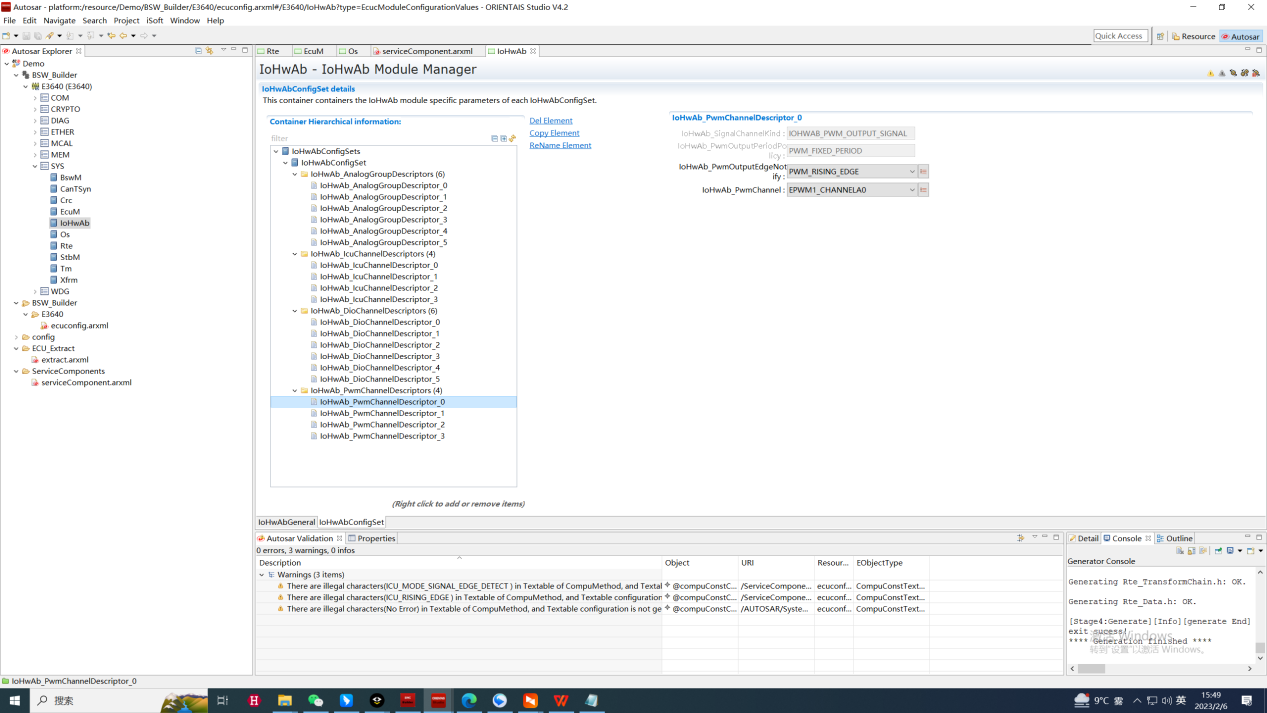 Autosar - platform:/resource/Demo/BSW_Builder/E3640/ecuconfig.arxml#/E3640/IoHwAb?type=EcucModuleConfigurationValues - ORIENTAIS Studio V4.2
File Edit Navigate Search Project iSoft Window Help
Quick Access
Resource
Autosar
Autosar Explorer
Demo
BSW_Builder
E3640 (E3640)
COM
CRYPTO
DIAG
ETHER
MCAL
MEM
SYS
BswM
CanTSyn
Crc
EcuM
IoHwAb
Os
Rte
StbM
Tm
Xfrm
WDG
BSW_Builder
E3640
ecuconfig.arxml
config
ECU_Extract
extract.arxml
ServiceComponents
serviceComponent.arxml
Rte EcuM Os serviceComponent.arxml IoHwAb
IoHwAb - IoHwAb Module Manager
IoHwAbConfigSet details
This container containers the IoHwAb module specific parameters of each IoHwAbConfigSet.
Container Hierarchical information:
filter
IoHwAbConfigSets
IoHwAbConfigSet
IoHwAb_AnalogGroupDescriptors (6)
IoHwAb_AnalogGroupDescriptor_0
IoHwAb_AnalogGroupDescriptor_1
IoHwAb_AnalogGroupDescriptor_2
IoHwAb_AnalogGroupDescriptor_3
IoHwAb_AnalogGroupDescriptor_4
IoHwAb_AnalogGroupDescriptor_5
IoHwAb_IcuChannelDescriptors (4)
IoHwAb_IcuChannelDescriptor_0
IoHwAb_IcuChannelDescriptor_1
IoHwAb_IcuChannelDescriptor_2
IoHwAb_IcuChannelDescriptor_3
IoHwAb_DioChannelDescriptors (6)
IoHwAb_DioChannelDescriptor_0
IoHwAb_DioChannelDescriptor_1
IoHwAb_DioChannelDescriptor_2
IoHwAb_DioChannelDescriptor_3
IoHwAb_DioChannelDescriptor_4
IoHwAb_DioChannelDescriptor_5
IoHwAb_PwmChannelDescriptors (4)
IoHwAb_PwmChannelDescriptor_0
IoHwAb_PwmChannelDescriptor_1
IoHwAb_PwmChannelDescriptor_2
IoHwAb_PwmChannelDescriptor_3
Del Element
Copy Element
ReName Element
IoHwAb_PwmChannelDescriptor_0
IoHwAb_SignalChannelKind : IOHWAB_PWM_OUTPUT_SIGNAL
IoHwAb_PwmOutputPeriodPo
licy : PWM_FIXED_PERIOD
IoHwAb_PwmOutputEdgeNot
ify : PWM_RISING_EDGE
IoHwAb_PwmChannel : EPWM1_CHANNELA0
(Right click to add or remove items)
IoHwAbGeneral IoHwAbConfigSet
Autosar Validation Properties
0 errors, 3 warnings, 0 infos
Description Object URI Resour... EObjectType
Warnings (3 items)
There are illegal characters(ICU_MODE_SIGNAL_EDGE_DETECT ) in Textable of CompuMethod, and Textal @compuConstC... /ServiceCompone... ecuconf... CompuConstText...
There are illegal characters(ICU_RISING_EDGE ) in Textable of CompuMethod, and Textable configuration @compuConstC... /ServiceCompone... ecuconf... CompuConstText...
There are illegal characters(No Error) in Textable of CompuMethod, and Textable configuration is not ge @compuConstC... /AUTOSAR/Syste... ecuconf... CompuConstText...
Detail Console Outline
Generator Console
Generating Rte_TransformChain.h: OK.
Generating Rte_Data.h: OK.
[Stage4:Generate][Info][generate End]
exit sucess!
**** Generation finished ****
激活 Windows
转到"设置"以激活 Windows。
IoHwAb_PwmChannelDescriptor_0
搜索
9°C 霾
英
15:49
2023/2/6